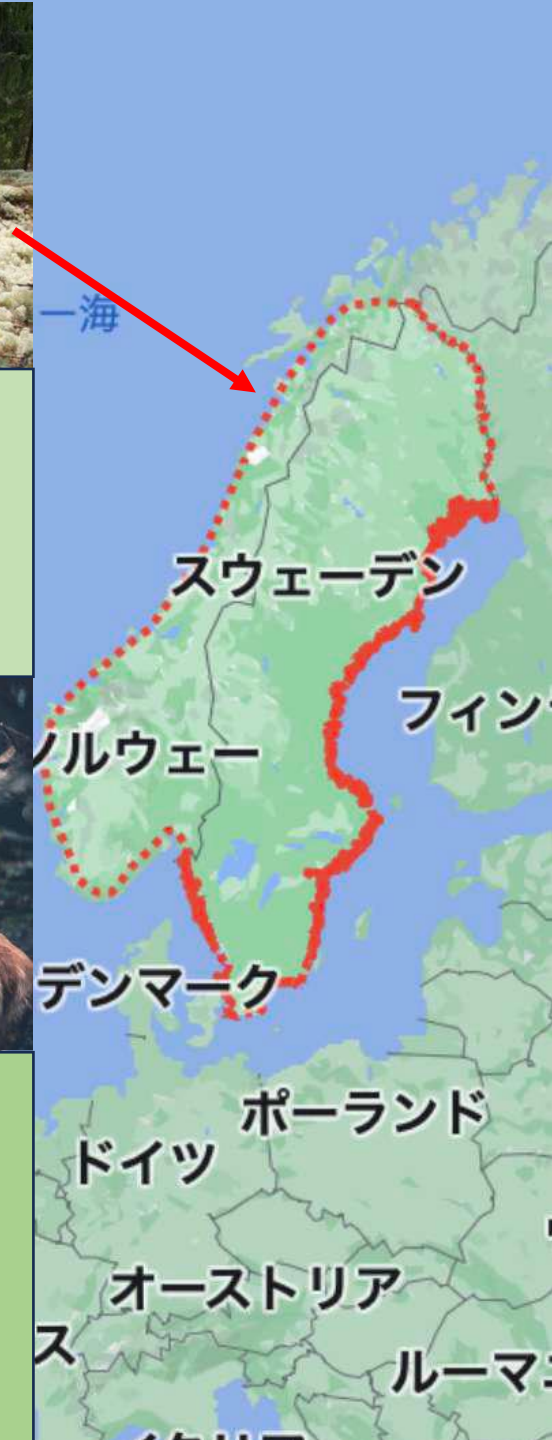 ー海
スウェーデン
フィン
ノルウェー
デンマーク
ポーランド
ドイツ
オーストリア
ス
ルーマニ